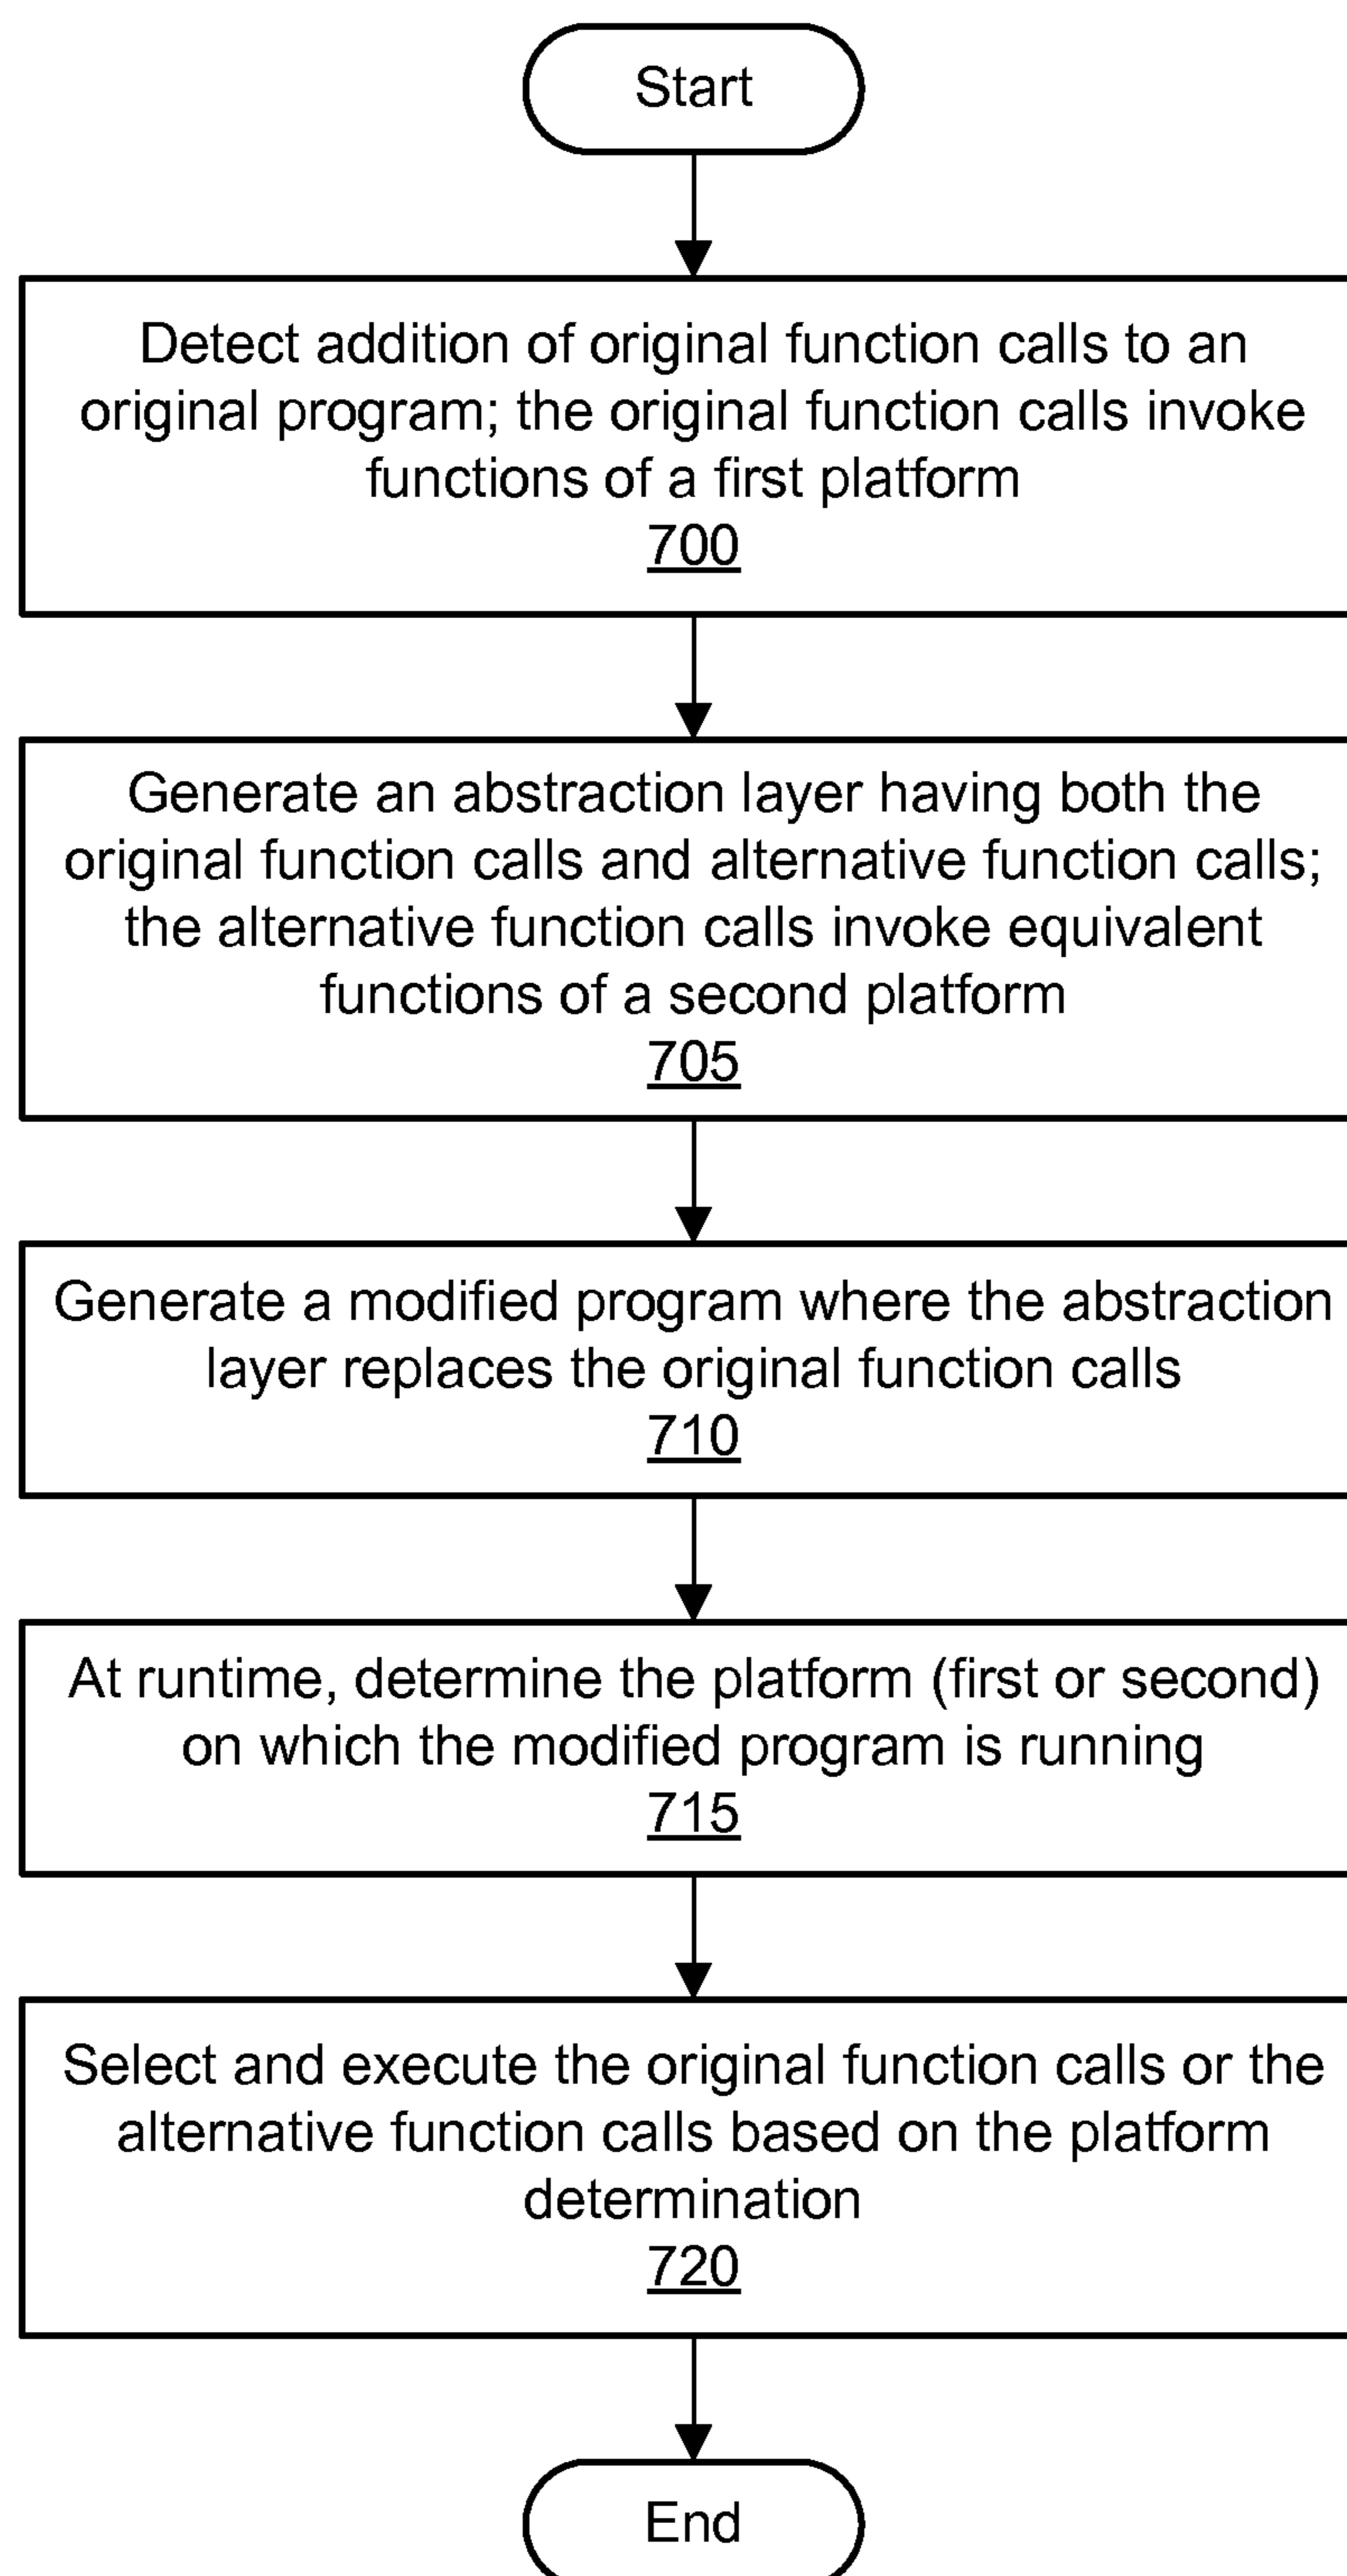 Start
Detect addition of original function calls to an
original program; the original function calls invoke
functions of a first platform
700
Generate an abstraction layer having both the
original function calls and alternative function calls;
the alternative function calls invoke equivalent
functions of a second platform
705
Generate a modified program where the abstraction
layer replaces the original function calls
710
At runtime, determine the platform (first or second)
on which the modified program is running
715
Select and execute the original function calls or the
alternative function calls based on the platform
determination
720
End